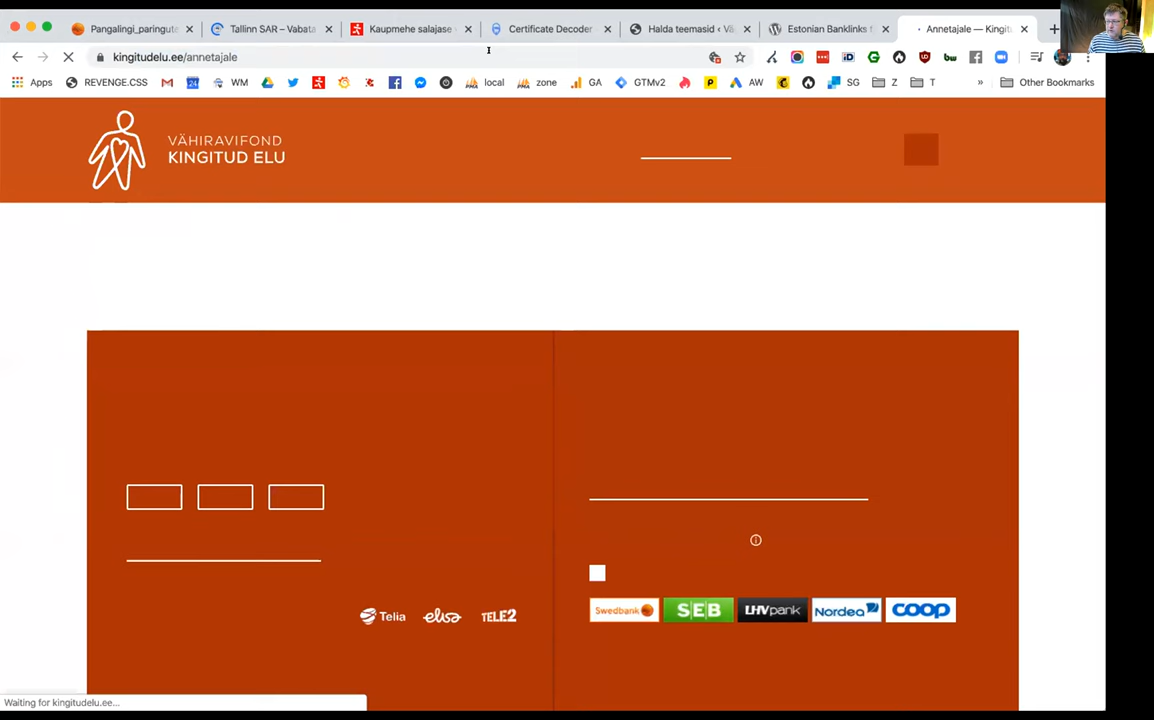 Pangalingi_paringuta
Tallinn SAR – Vabata
Kaupmehe salajase v
Certificate Decoder
Halda teemasid ‹ Vä
Estonian Banklinks f
Annetajale — Kingitu
kingitudelu.ee/annetajale
Apps
REVENGE.CSS
WM
local
zone
GA
GTMv2
AW
SG
Z
T
»
Other Bookmarks
VÄHIRAVIFOND
KINGITUD ELU
Telia elisa TELE2
Swedbank SEB LHVpank Nordea coop
Waiting for kingitudelu.ee...